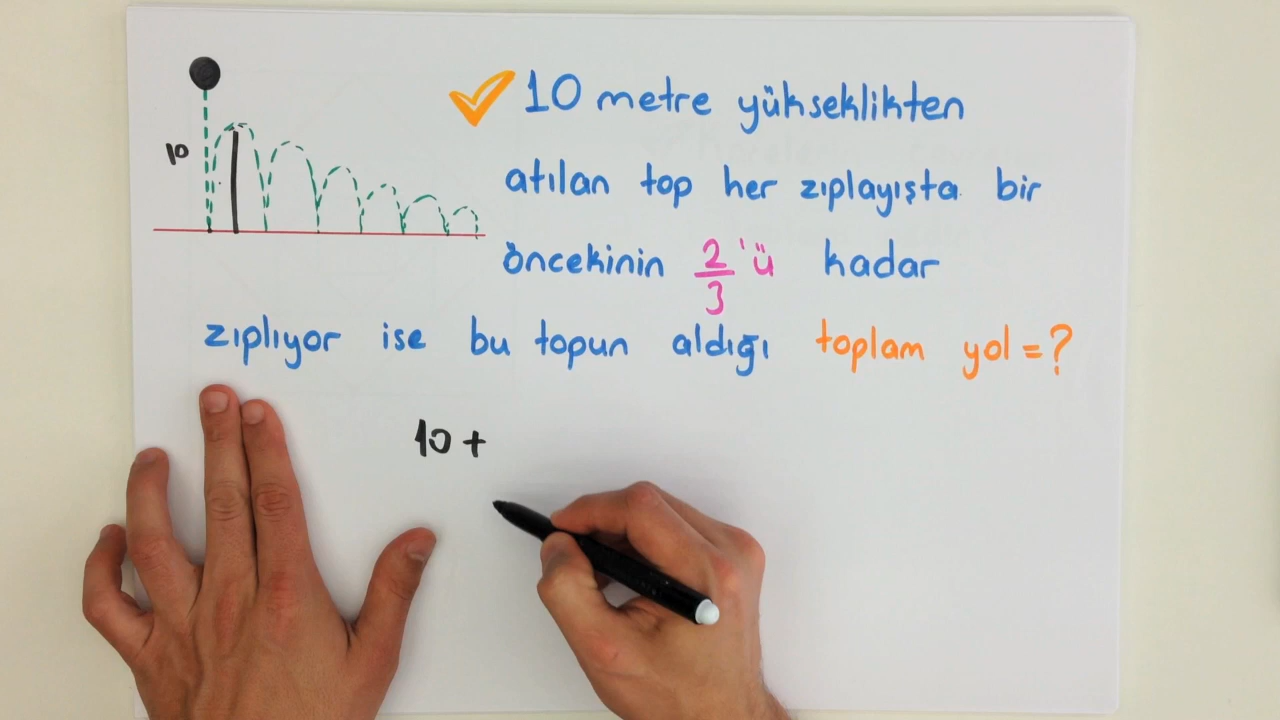 10 metre yükseklikten
10
atılan top her zıplayışta bir
öncekinin 2/3'ü kadar
zıplıyor ise bu topun aldığı toplam yol=?
10+